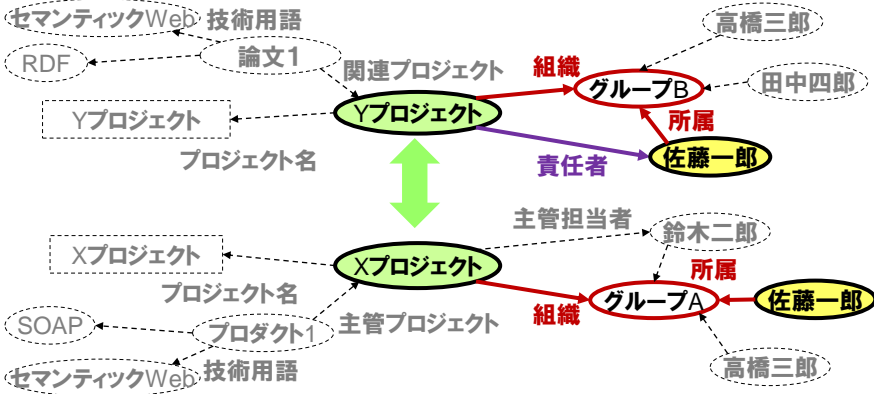 セマンティックWeb 技術用語
高橋三郎
RDF
論文1
関連プロジェクト
組織
グループB
田中四郎
Yプロジェクト
Yプロジェクト
所属
プロジェクト名
責任者
佐藤一郎
主管担当者
鈴木二郎
Xプロジェクト
Xプロジェクト
所属
プロジェクト名
グループA
佐藤一郎
SOAP
プロダクト1
主管プロジェクト
組織
セマンティックWeb 技術用語
高橋三郎